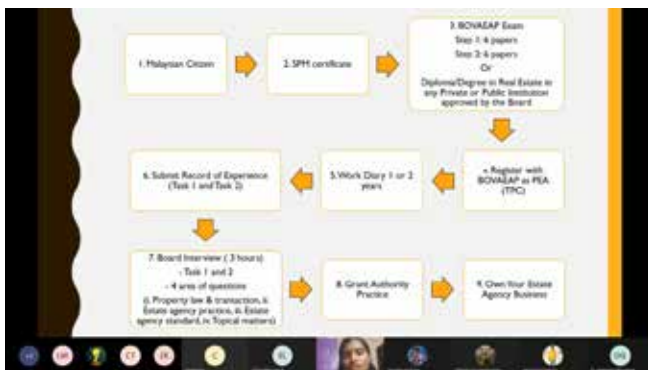 1. Malaysian Citizen
2. SPM certificate
3. BOVAEAP Exam
Step 1: 6 papers
Step 2: 6 papers
Or
Diploma/Degree in Real Estate in
any Private or Public Institution
approved by the Board
4. Register with
BOVAEAP as PEA
(TPC)
5. Work Diary 1 or 2
years
6. Submit Record of Experience
(Task 1 and Task 2)
7. Board Interview ( 3 hours)
- Task 1 and 2
- 4 area of questions
(i. Property law & transaction, ii.
Estate agency practice, iii. Estate
agency standard, iv. Topical matters)
8. Grant Authority
Practice
9. Own Your Estate
Agency Business
CT
C